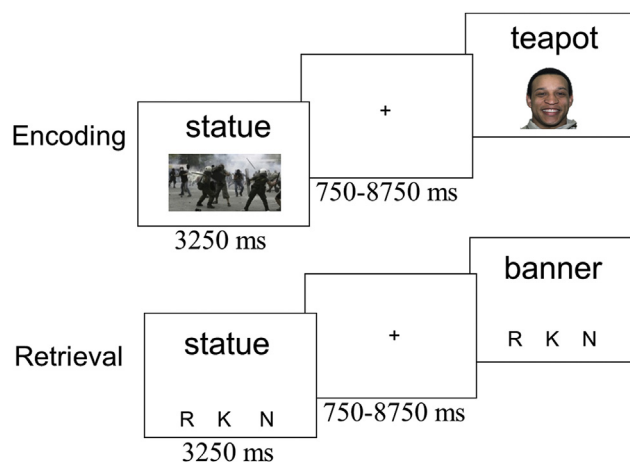 Encoding
statue
3250 ms
+
750-8750 ms
teapot
Retrieval
statue
R K N
3250 ms
+
750-8750 ms
banner
R K N